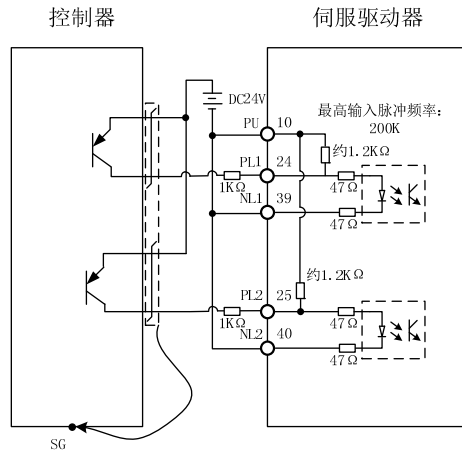 控制器
伺服驱动器
DC24V
最高输入脉冲频率：
200K
PU
10
约1.2KΩ
PL1
24
1KΩ
47Ω
NL1
39
47Ω
约1.2KΩ
PL2
25
1KΩ
47Ω
NL2
40
47Ω
SG